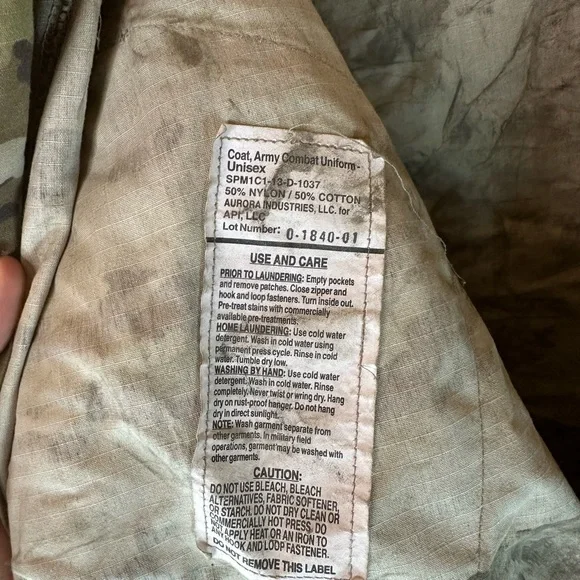 Coat, Army Combat Uniform-
Unisex
SPM1C1-13-D-1037
50% NYLON / 50% COTTON
AURORA INDUSTRIES, LLC. for
API, LLC
Lot Number: 0-1840-01
USE AND CARE
PRIOR TO LAUNDERING: Empty pockets
and remove patches. Close zipper and
hook and loop fasteners. Turn inside out.
Pre-treat stains with commercially
available pre-treatments.
HOME LAUNDERING: Use cold water
detergent. Wash in cold water using
permanent press cycle. Rinse in cold
water. Tumble dry low.
WASHING BY HAND: Use cold water
detergent. Wash in cold water. Rinse
completely. Never twist or wring dry. Hang
dry on rust-proof hanger. Do not hang
dry in direct sunlight.
NOTE: Wash garment separate from
other garments. In military field
operations, garment may be washed with
other garments.
CAUTION:
DO NOT USE BLEACH, BLEACH
ALTERNATIVES, FABRIC SOFTENER,
OR STARCH. DO NOT DRY CLEAN OR
COMMERCIALLY HOT PRESS. DO
NOT APPLY HEAT OR AN IRON TO
ANY HOOK AND LOOP FASTENER.
DO NOT REMOVE THIS LABEL